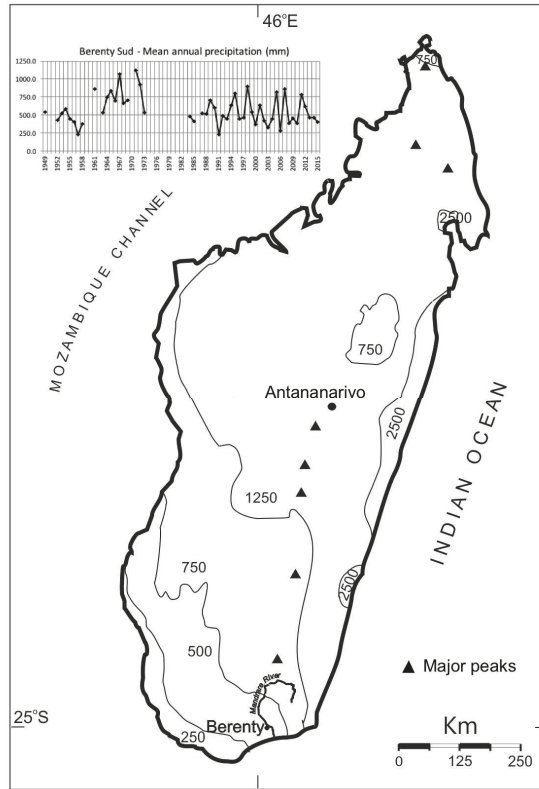 46°E
Berenty Sud - Mean annual precipitation (mm)
1250.0
1000.0
750.0
500.0
250.0
0.0
1949 1952 1955 1958 1961 1964 1967 1970 1973 1976 1979 1982 1985 1988 1991 1994 1997 2000 2003 2006 2009 2012 2015
750
MOZAMBIQUE CHANNEL
2500
750
Antananarivo
2500
INDIAN OCEAN
1250
750
2500
500
Mandrare River
Major peaks
25°S
Berenty
250
Km
0 125 250